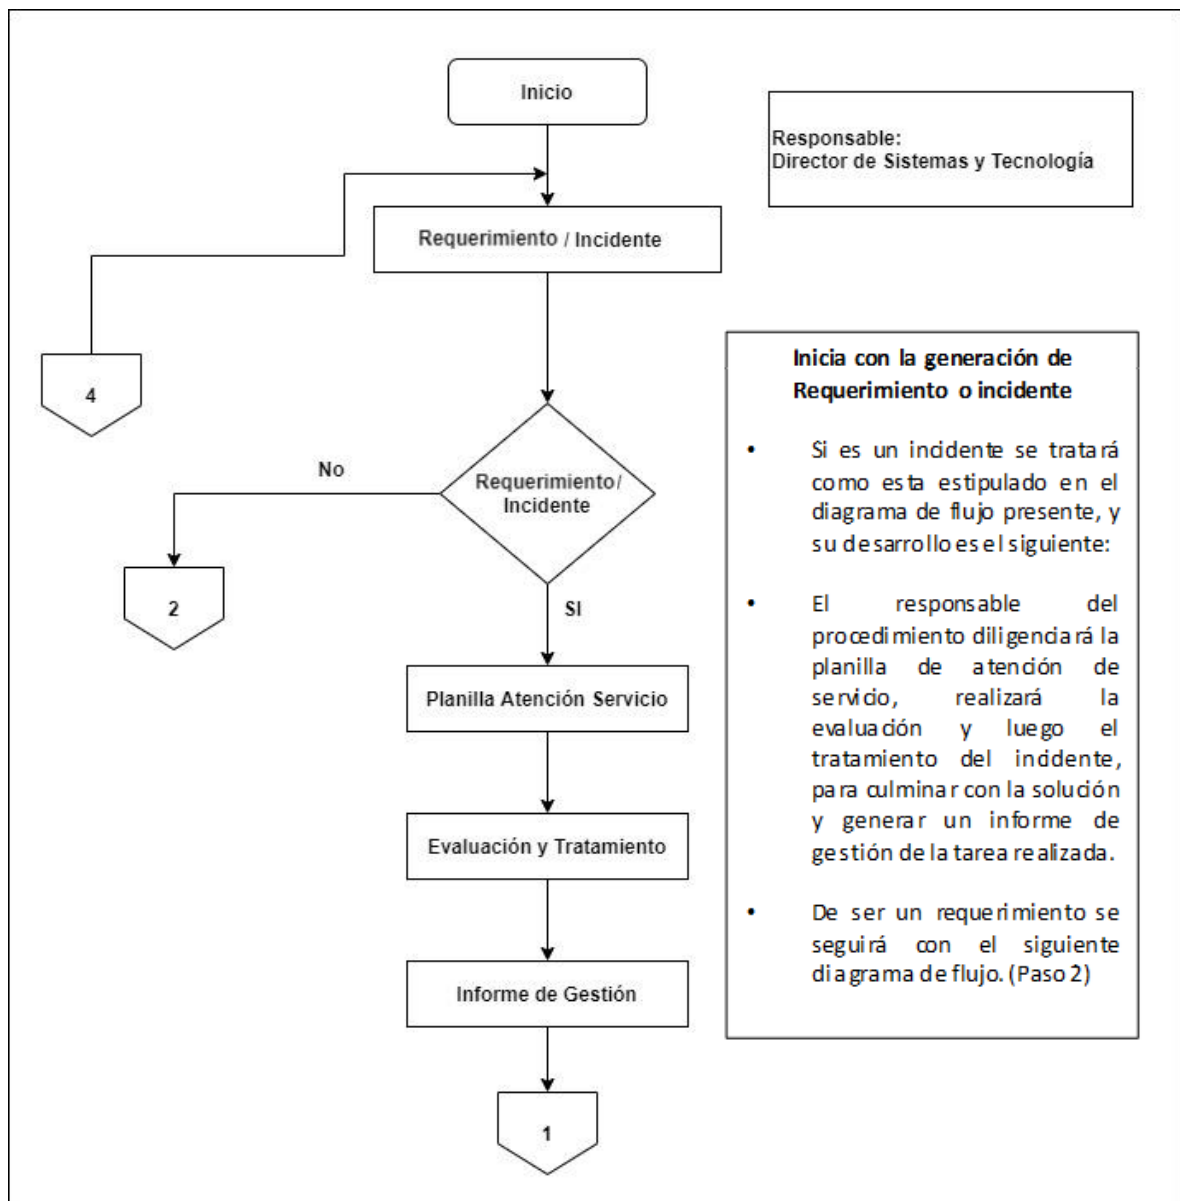 Inicio
Responsable:
Director de Sistemas y Tecnología
Requerimiento / Incidente
4
No
Requerimiento/
Incidente
2
SI
Planilla Atención Servicio
Evaluación y Tratamiento
Informe de Gestión
1
Inicia con la generación de
Requerimiento o incidente
• Si es un incidente se tratará
como esta estipulado en el
diagrama de flujo presente, y
su desarrollo es el siguiente:
• El responsable del
procedimiento diligenciará la
planilla de atención de
servicio, realizará la
evaluación y luego el
tratamiento del incidente,
para culminar con la solución
y generar un informe de
gestión de la tarea realizada.
• De ser un requerimiento se
seguirá con el siguiente
diagrama de flujo. (Paso 2)